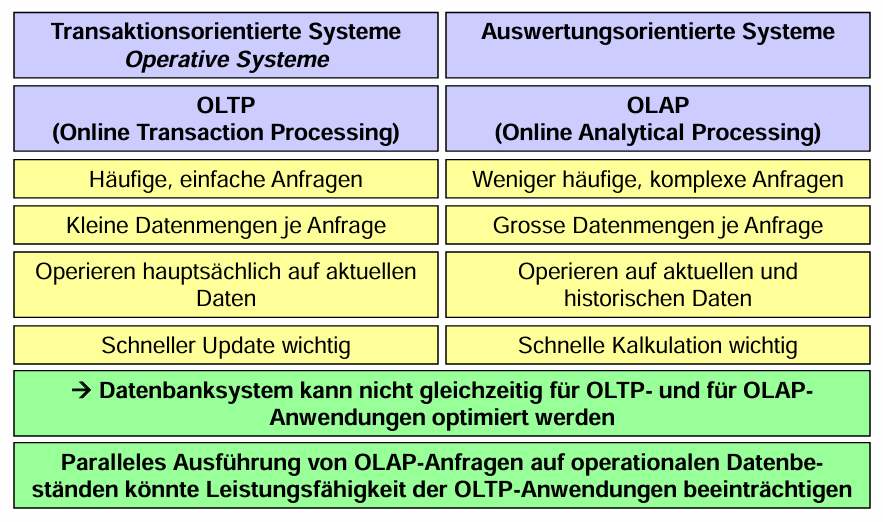 Transaktionsorientierte Systeme
Operative Systeme
Auswertungsorientierte Systeme
OLTP
(Online Transaction Processing)
OLAP
(Online Analytical Processing)
Häufige, einfache Anfragen
Weniger häufige, komplexe Anfragen
Kleine Datenmengen je Anfrage
Grosse Datenmengen je Anfrage
Operieren hauptsächlich auf aktuellen
Daten
Operieren auf aktuellen und
historischen Daten
Schneller Update wichtig
Schnelle Kalkulation wichtig
→ Datenbanksystem kann nicht gleichzeitig für OLTP- und für OLAP-
Anwendungen optimiert werden
Paralleles Ausführung von OLAP-Anfragen auf operationalen Datenbe-
ständen könnte Leistungsfähigkeit der OLTP-Anwendungen beeinträchtigen